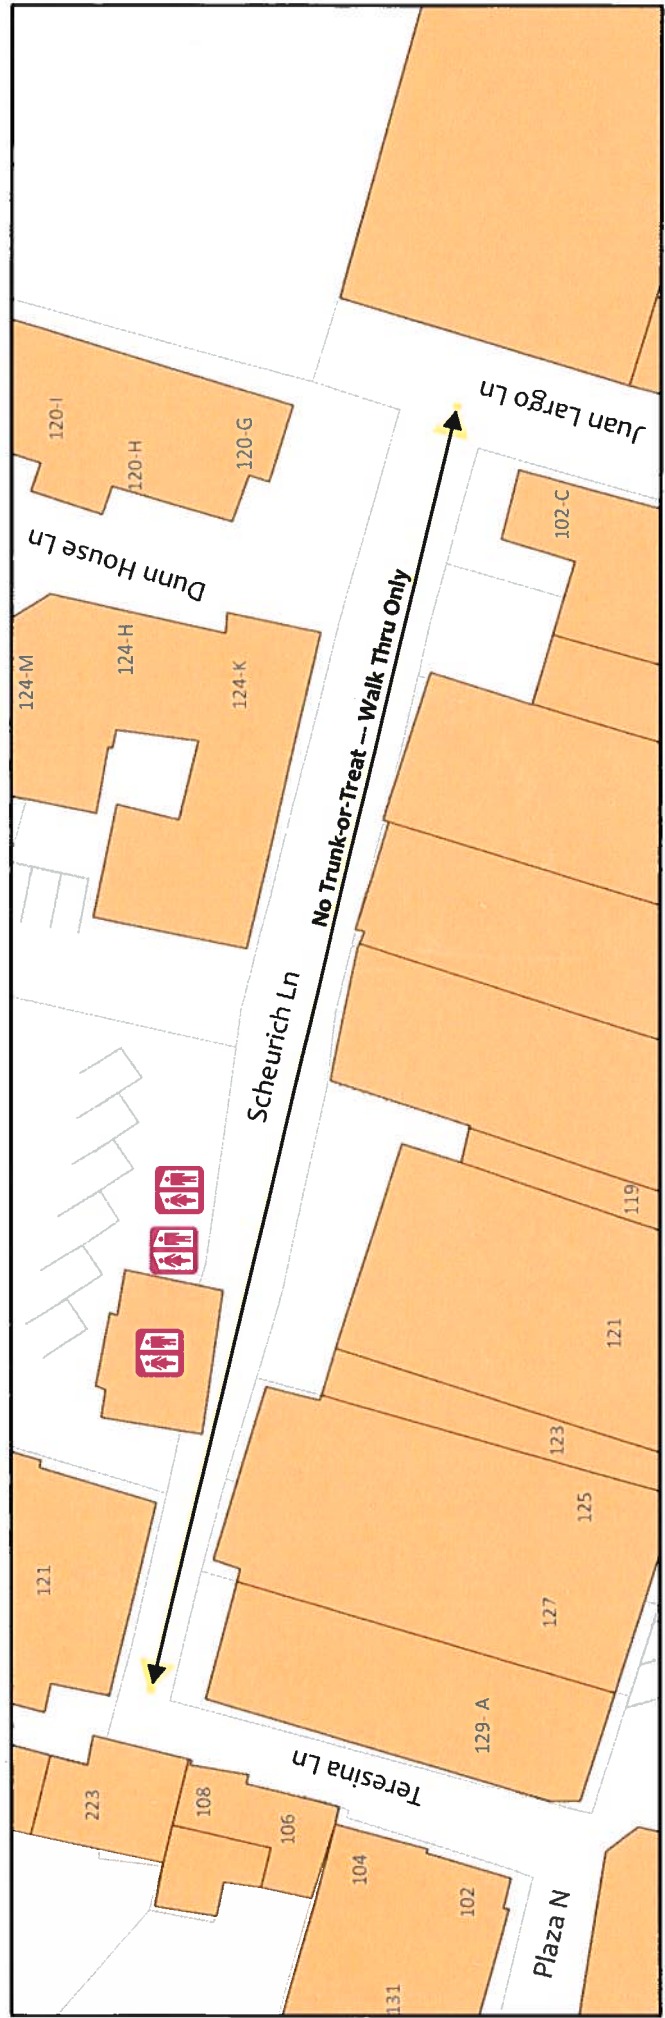 Juan Largo Ln
120-I
120-H
120-G
102-C
Dunn House Ln
124-M
124-H
124-K
No Trunk-or-Treat --- Walk Thru Only
Scheurich Ln
119
121
123
125
121
127
129- A
Teresina Ln
223
108
106
104
102
131
Plaza N